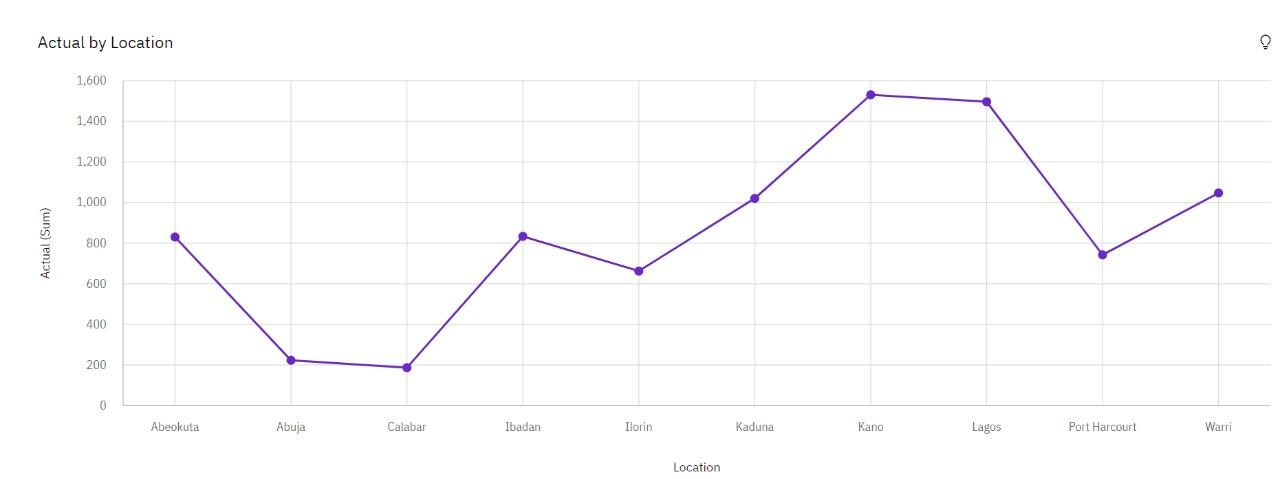 Actual by Location
1,600
1,400
1,200
1,000
800
600
400
200
0
Actual (Sum)
Abeokuta Abuja Calabar Ibadan Ilorin Kaduna Kano Lagos Port Harcourt Warri
Location